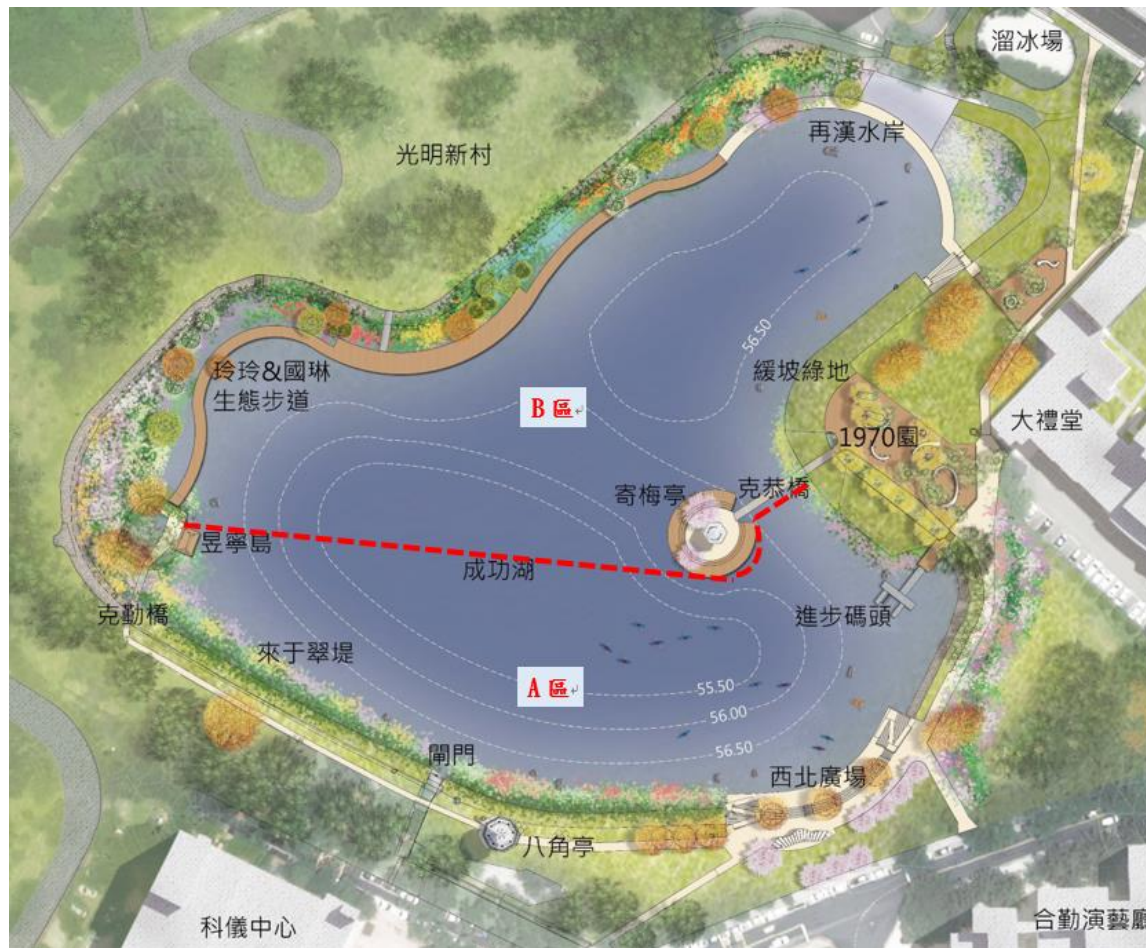 溜冰場
再漢水岸
光明新村
56.50
玲玲&國琳
生態步道
緩坡綠地
B 區
大禮堂
1970園
寄梅亭
克恭橋
昱寧島
成功湖
克勤橋
進步碼頭
來于翠堤
A 區
55.50
56.00
56.50
閘門
西北廣場
八角亭
科儀中心
合勤演藝廳